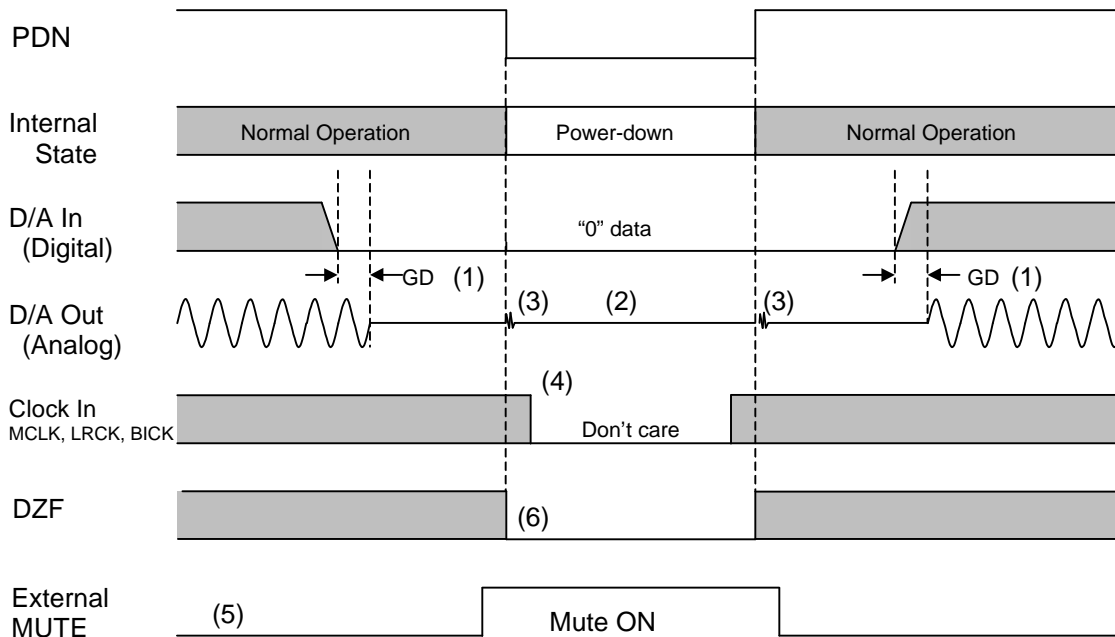 PDN
Internal
State
Normal Operation
Power-down
Normal Operation
D/A In
(Digital)
“0” data
GD (1)
GD (1)
D/A Out
(Analog)
(3)
(2)
(3)
Clock In
MCLK, LRCK, BICK
(4)
Don’t care
DZF
(6)
External
MUTE
(5)
Mute ON